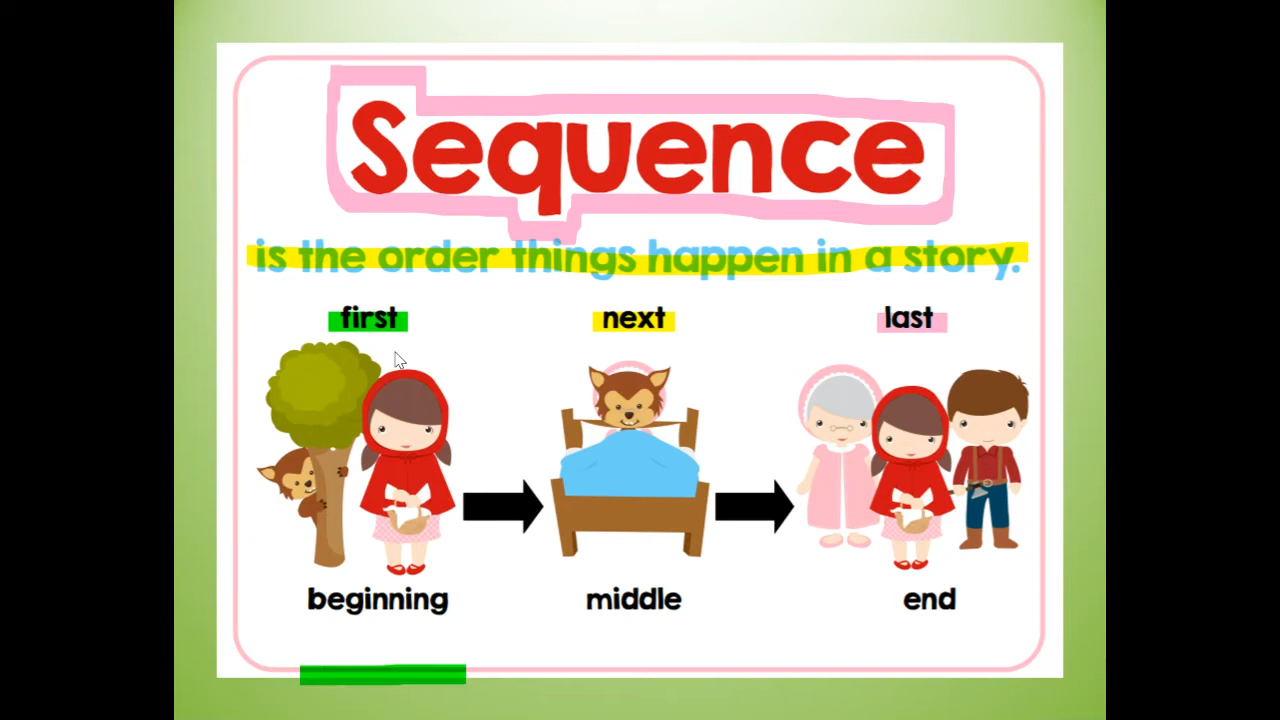 Sequence
is the order things happen in a story.
first next last
beginning middle end